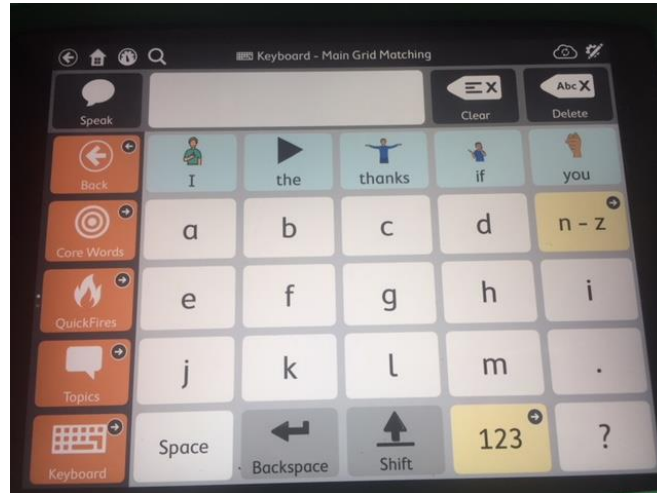 Keyboard - Main Grid Matching
Speak
Clear
Abc X
Delete
Back
I
the
thanks
if
you
Core Words
a
b
c
d
n - z
QuickFires
e
f
g
h
i
Topics
j
k
l
m
.
Keyboard
Space
Backspace
Shift
123
?